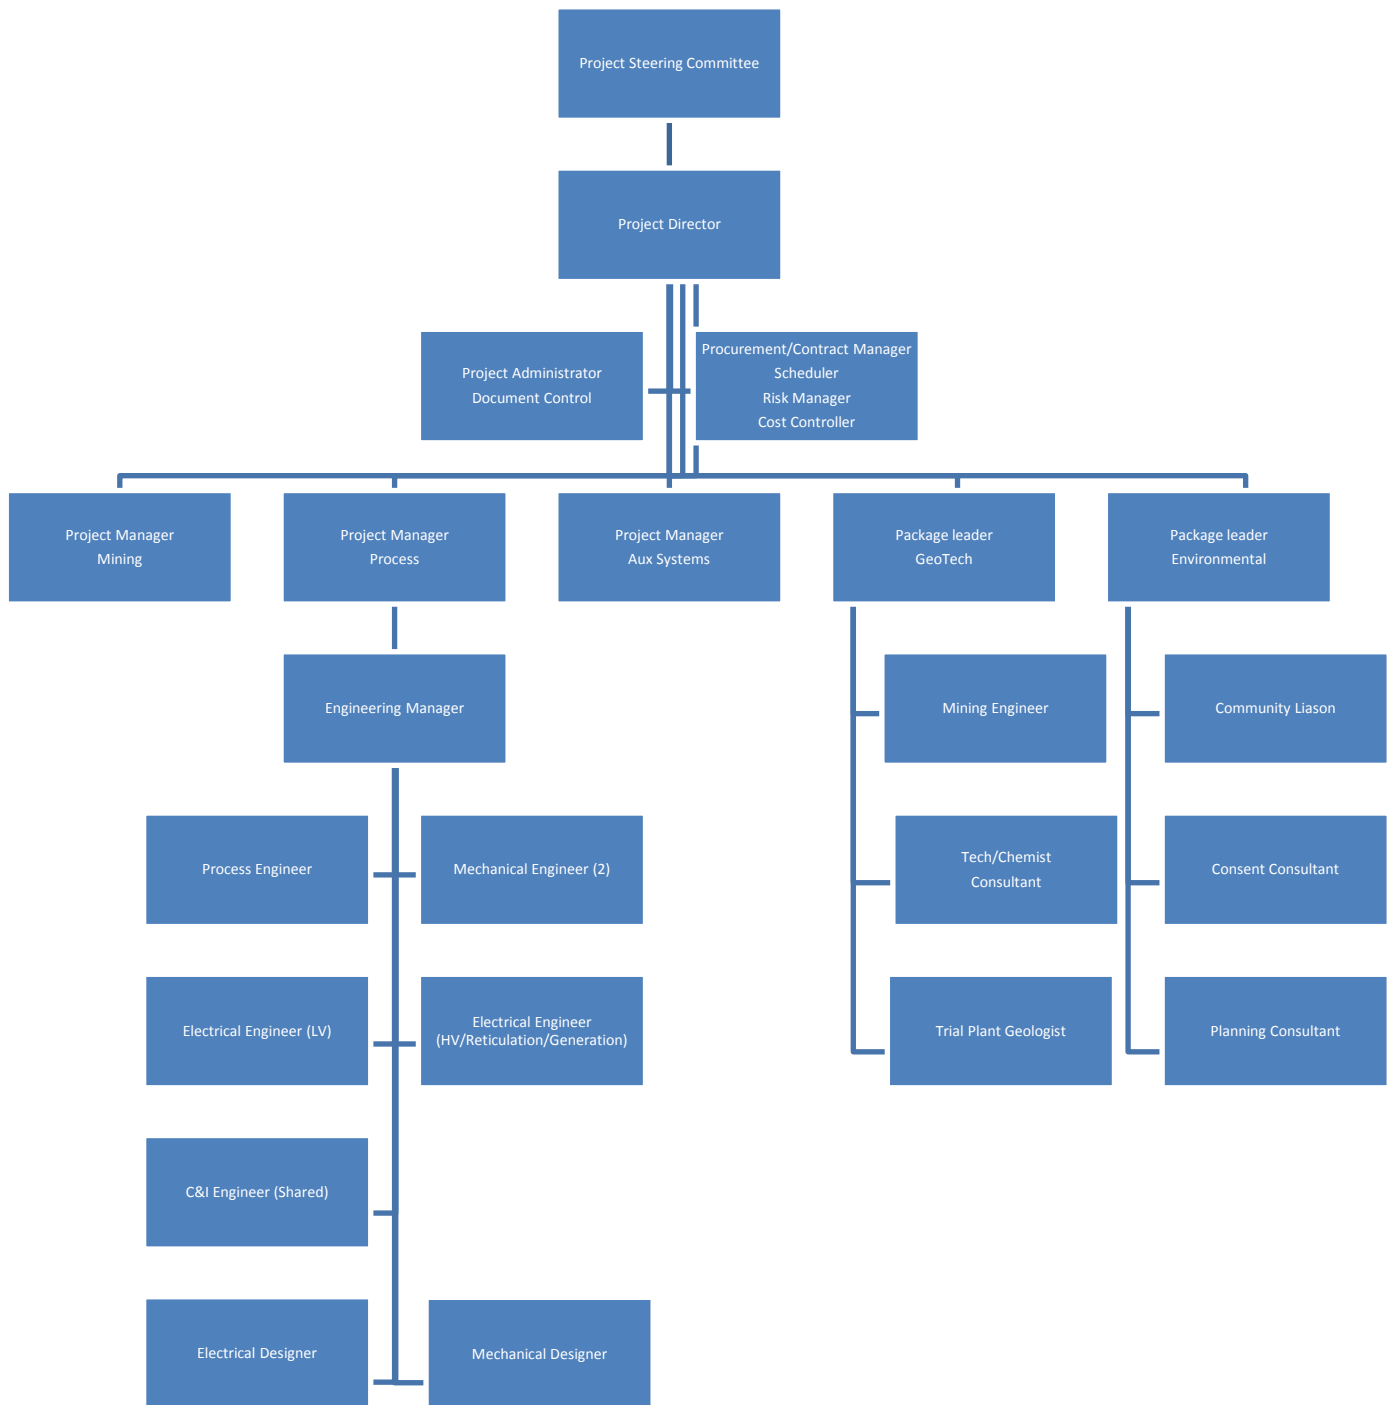 Project Steering Committee
Project Director
Project Administrator
Document Control
Procurement/Contract Manager
Scheduler
Risk Manager
Cost Controller
Project Manager
Mining
Project Manager
Process
Project Manager
Aux Systems
Package leader
GeoTech
Package leader
Environmental
Engineering Manager
Mining Engineer
Community Liason
Process Engineer
Mechanical Engineer (2)
Tech/Chemist
Consultant
Consent Consultant
Electrical Engineer (LV)
Electrical Engineer
(HV/Reticulation/Generation)
Trial Plant Geologist
Planning Consultant
C&I Engineer (Shared)
Electrical Designer
Mechanical Designer